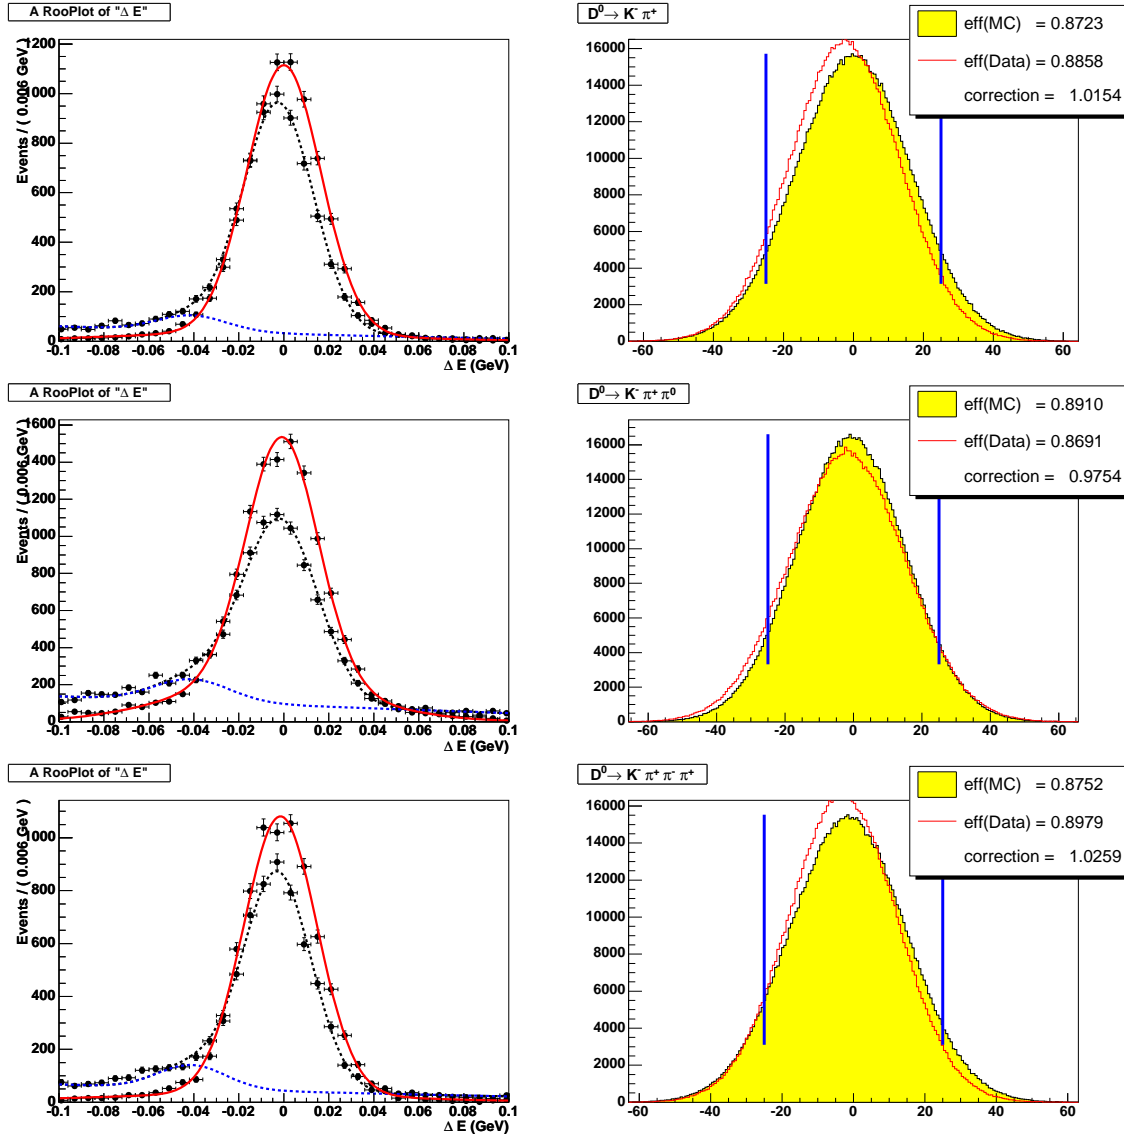 A RooPlot of "Δ E"
Events / ( 0.006 GeV )
1200
1000
800
600
400
200
0
-0.1 -0.08 -0.06 -0.04 -0.02 0 0.02 0.04 0.06 0.08 0.1
Δ E (GeV)
D⁰→ K⁻ π⁺
eff(MC) = 0.8723
eff(Data) = 0.8858
correction = 1.0154
16000
14000
12000
10000
8000
6000
4000
2000
0
-60 -40 -20 0 20 40 60
A RooPlot of "Δ E"
Events / ( 0.006 GeV )
1600
1400
1200
1000
800
600
400
200
0
-0.1 -0.08 -0.06 -0.04 -0.02 0 0.02 0.04 0.06 0.08 0.1
Δ E (GeV)
D⁰→ K⁻ π⁺ π⁰
eff(MC) = 0.8910
eff(Data) = 0.8691
correction = 0.9754
16000
14000
12000
10000
8000
6000
4000
2000
0
-60 -40 -20 0 20 40 60
A RooPlot of "Δ E"
Events / ( 0.006 GeV )
1000
800
600
400
200
0
-0.1 -0.08 -0.06 -0.04 -0.02 0 0.02 0.04 0.06 0.08 0.1
Δ E (GeV)
D⁰→ K⁻ π⁺ π⁻ π⁺
eff(MC) = 0.8752
eff(Data) = 0.8979
correction = 1.0259
16000
14000
12000
10000
8000
6000
4000
2000
0
-60 -40 -20 0 20 40 60